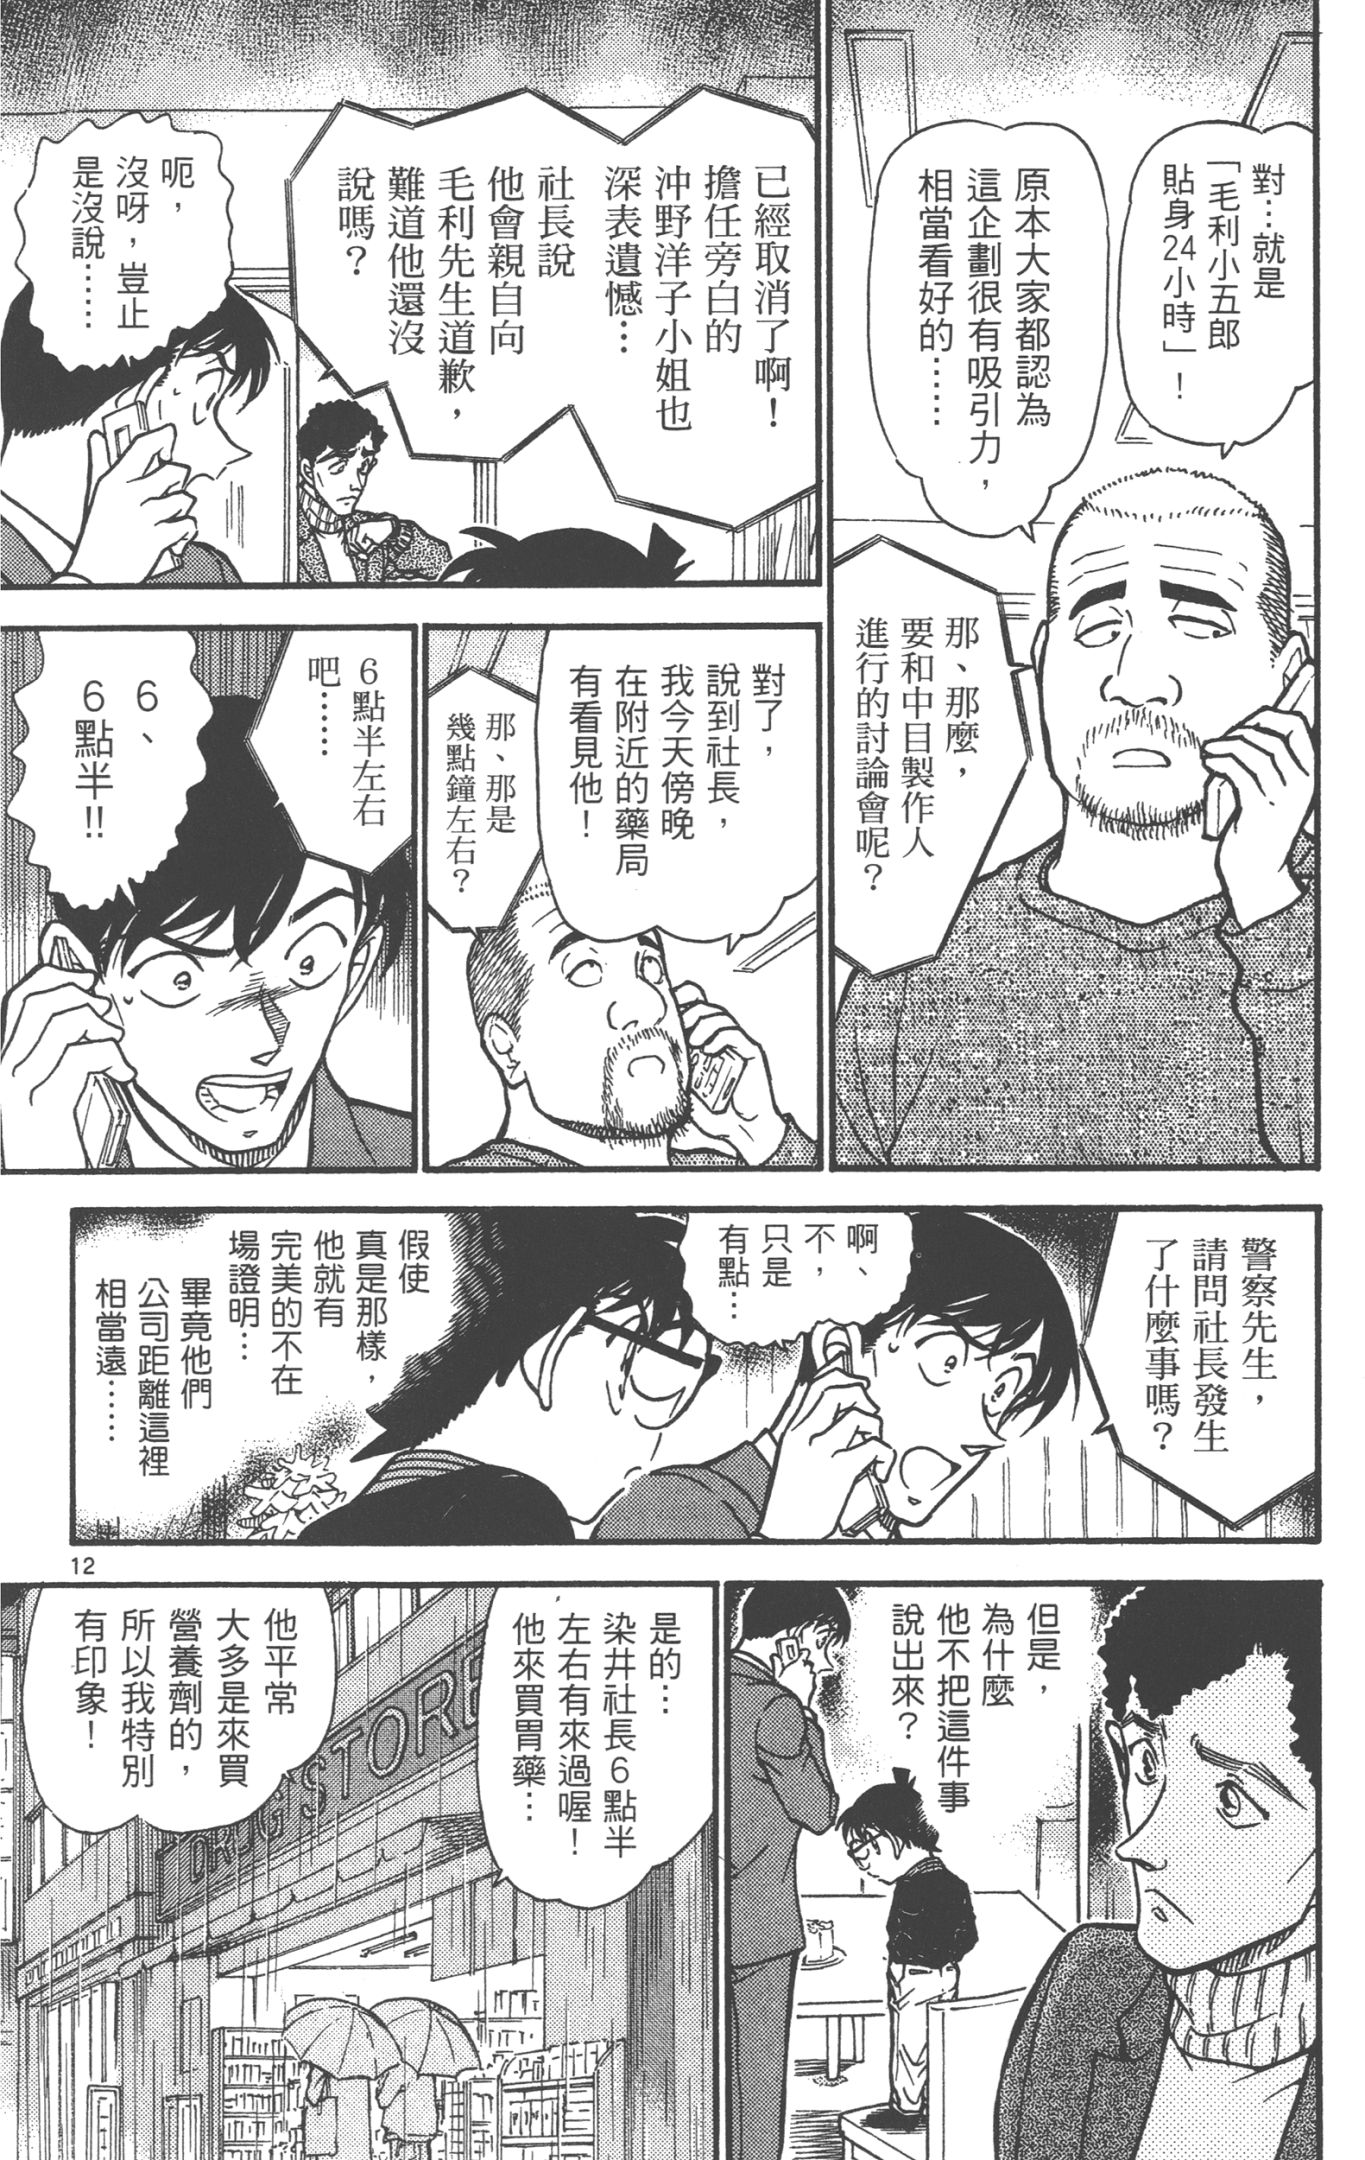 對…就是
「毛利小五郎
貼身24小時」！
原本大家都認為
這企劃很有吸引力，
相當看好的……
那、那麼，
要和中目製作人
進行的討論會呢？
已經取消了啊！
擔任旁白的
沖野洋子小姐也
深表遺憾…
社長說
他會親自向
毛利先生道歉，
難道他還沒
說嗎？
呃，
沒呀，豈止
是沒說……
對了，
說到社長，
我今天傍晚
在附近的藥局
有看見他！
那、那是
幾點鐘左右？
6點半左右
吧……
6、
6點半!!
警察先生，
請問社長發生
了什麼事嗎？
啊、
不，
只是
有點…
假使
真是那樣，
他就有
完美的不在
場證明…
畢竟他們
公司距離這裡
相當遠……
12
但是，
為什麼
他不把這件事
說出來？
是的…
染井社長6點半
左右有來過喔！
他來買胃藥…
他平常
大多是來買
營養劑的，
所以我特別
有印象！
DRUGSTORE